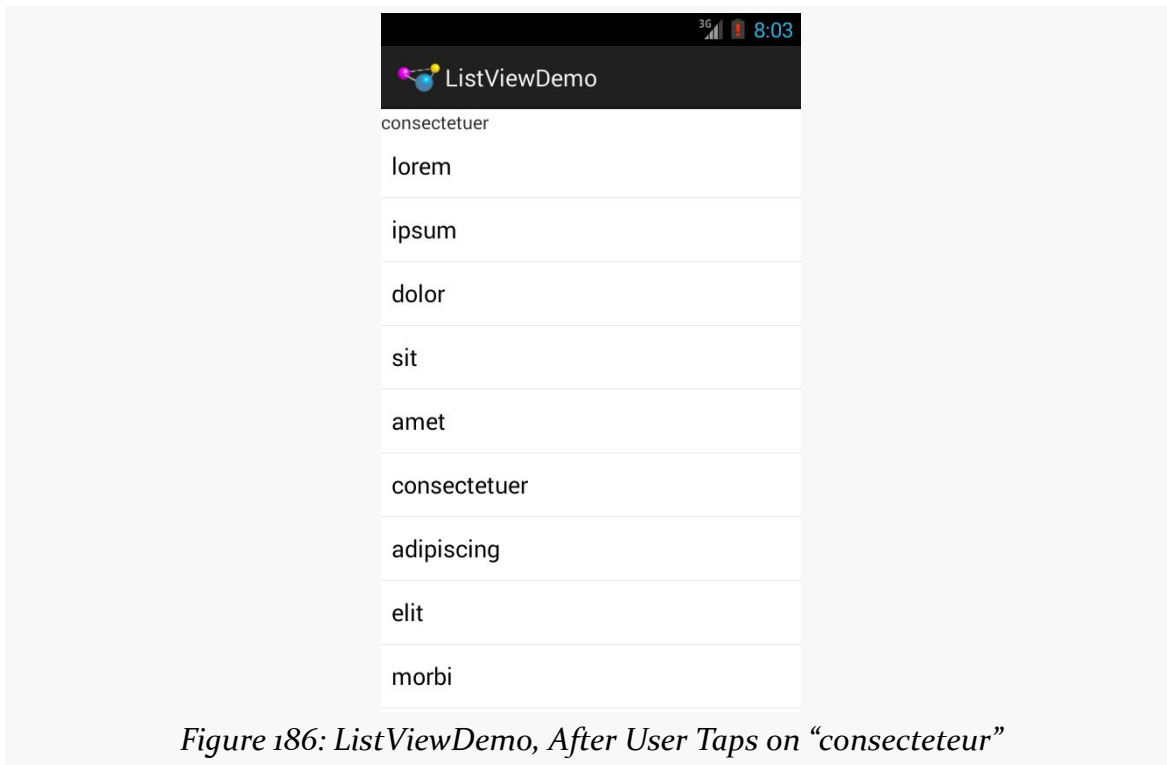 3G 8:03
ListViewDemo
consectetuer
lorem
ipsum
dolor
sit
amet
consectetuer
adipiscing
elit
morbi
Figure 186: ListViewDemo, After User Taps on “consecteteur”